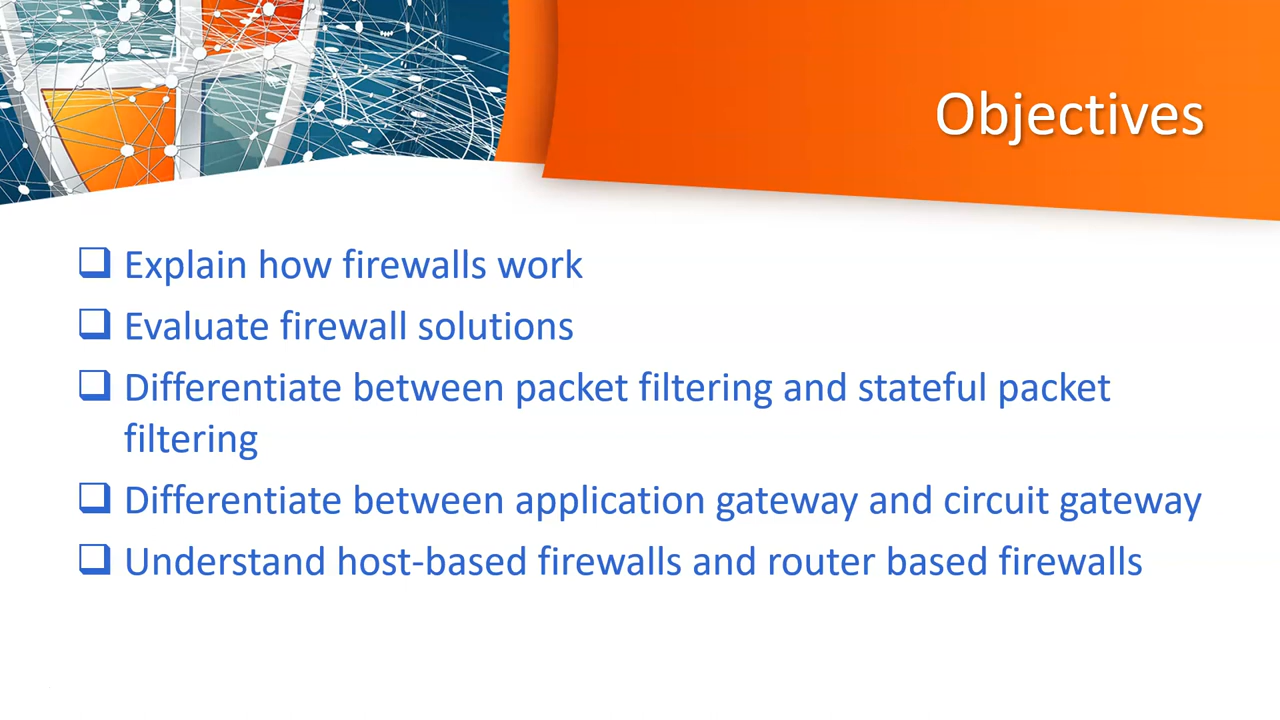 Objectives
❑ Explain how firewalls work
❑ Evaluate firewall solutions
❑ Differentiate between packet filtering and stateful packet
filtering
❑ Differentiate between application gateway and circuit gateway
❑ Understand host-based firewalls and router based firewalls